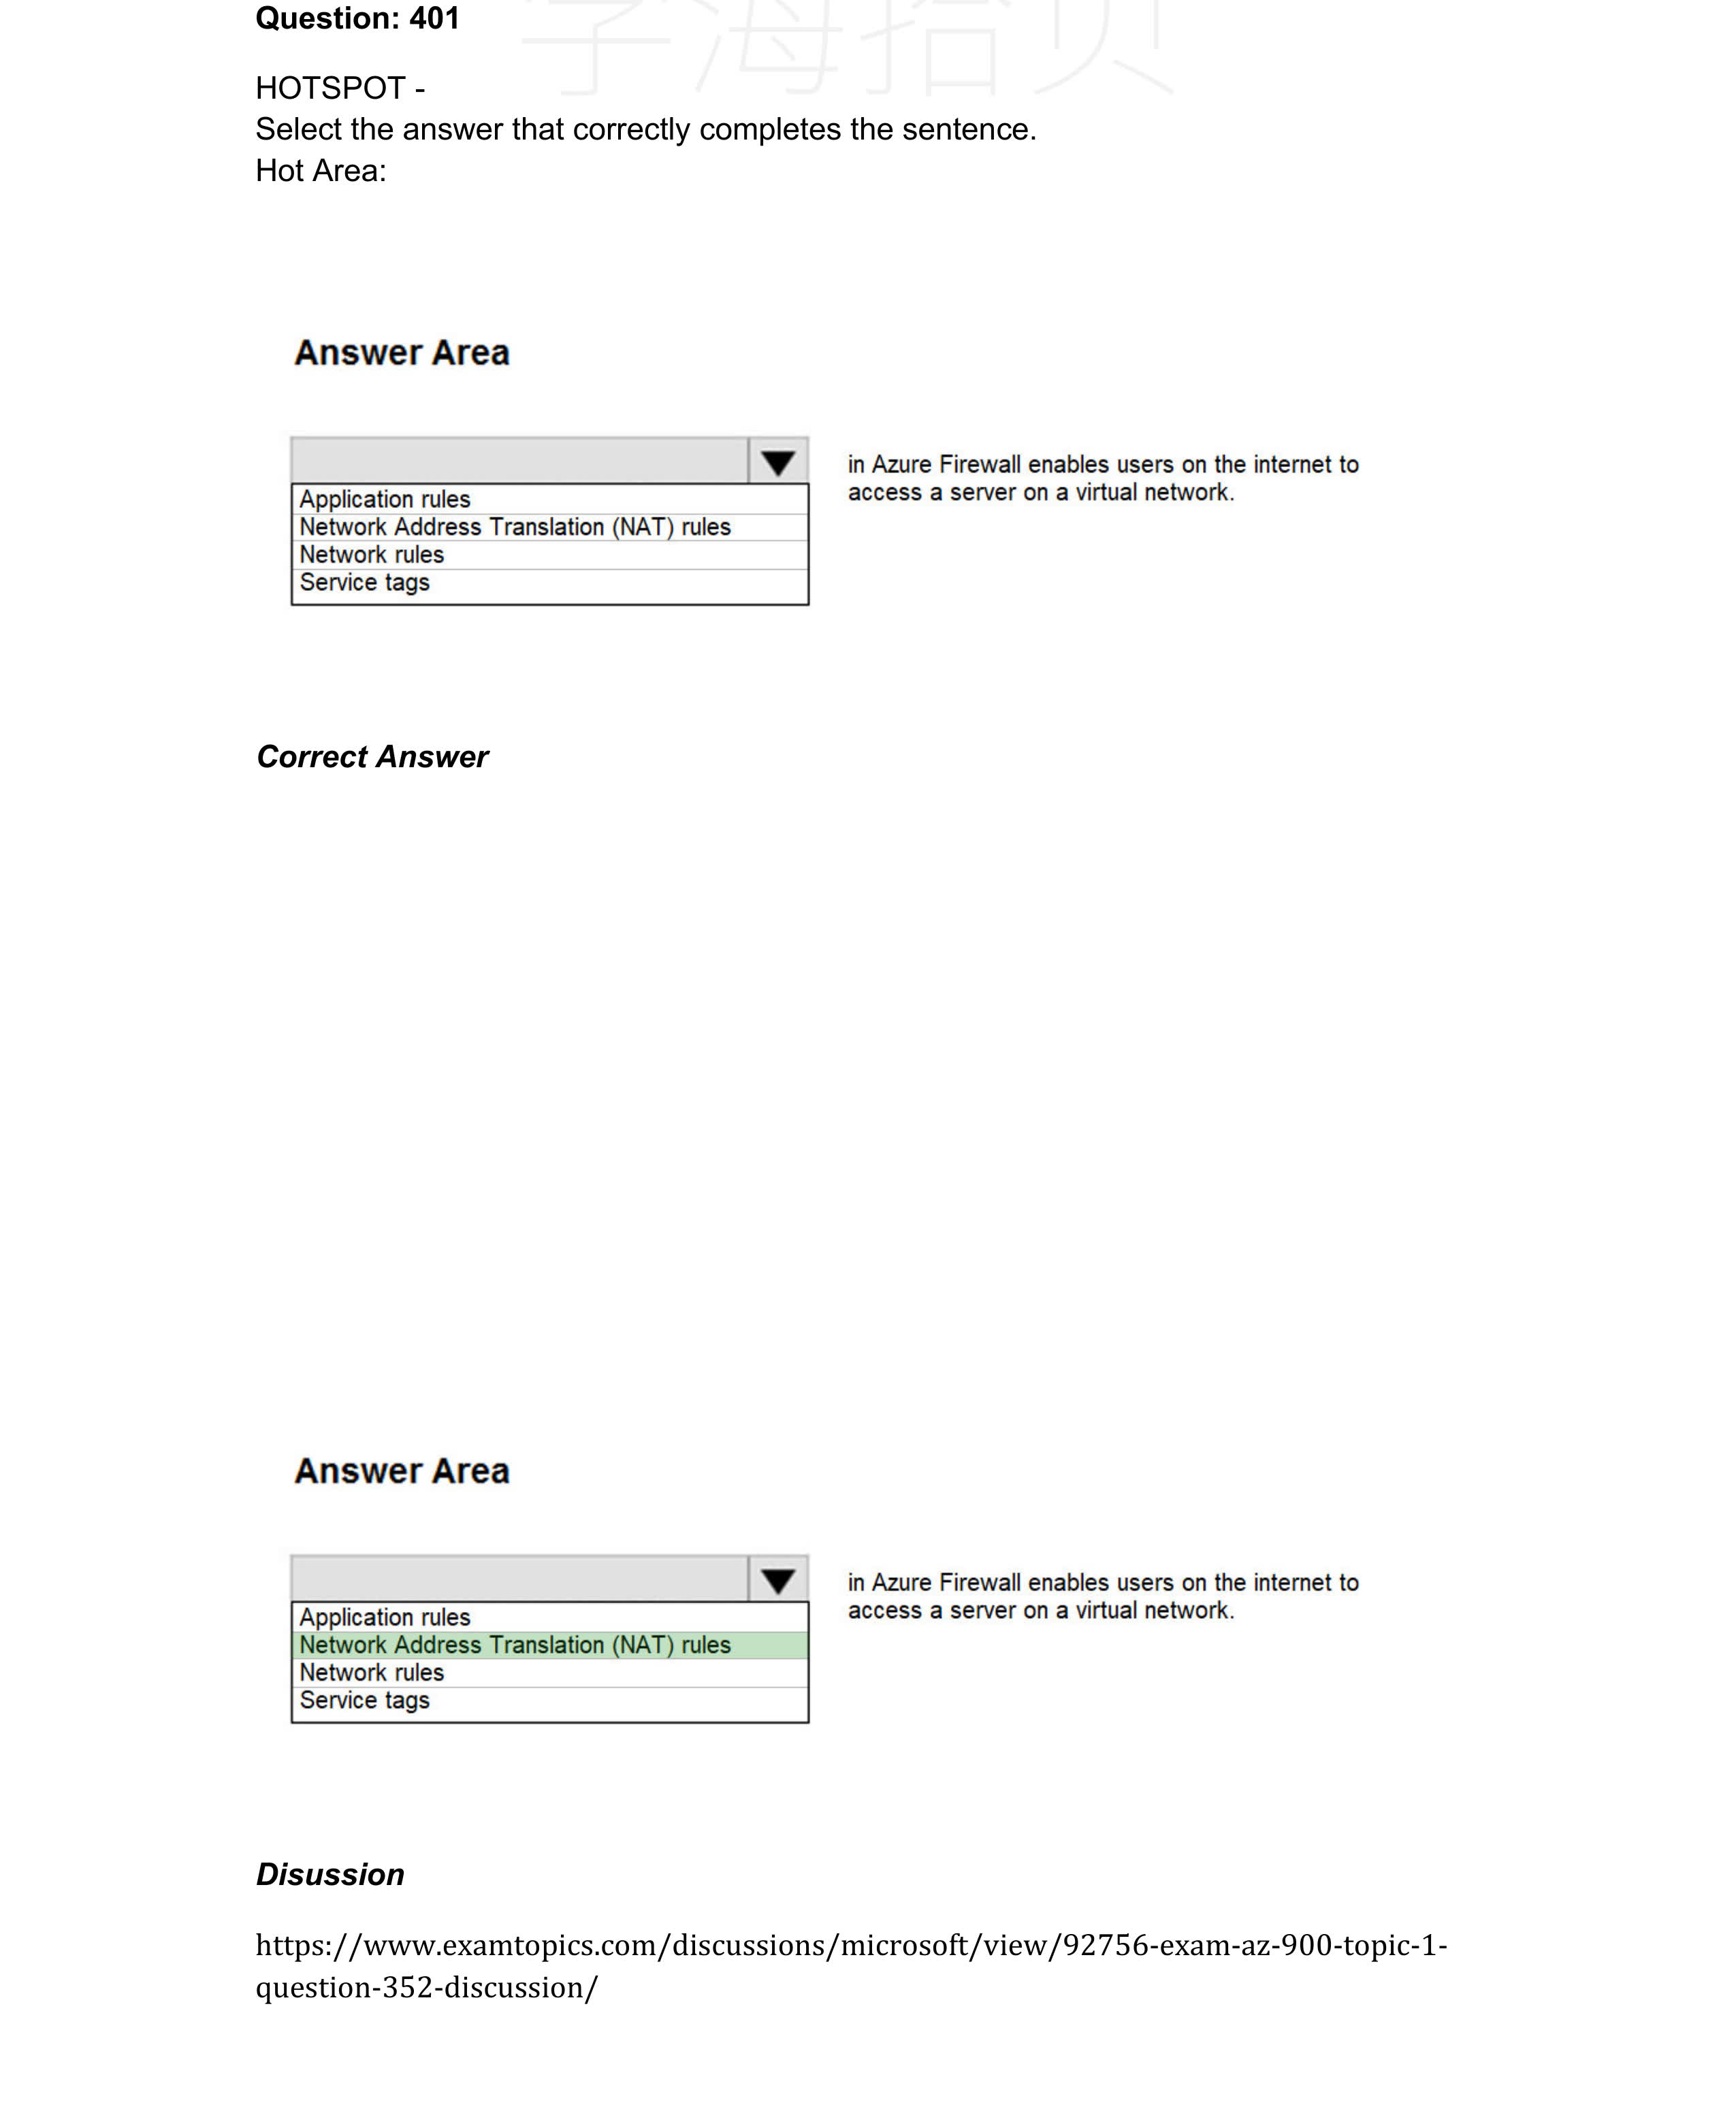 学海拾贝
Question: 401
HOTSPOT -
Select the answer that correctly completes the sentence.
Hot Area:
Answer Area
in Azure Firewall enables users on the internet to
access a server on a virtual network.
Application rules
Network Address Translation (NAT) rules
Network rules
Service tags
Correct Answer
Answer Area
in Azure Firewall enables users on the internet to
access a server on a virtual network.
Application rules
Network Address Translation (NAT) rules
Network rules
Service tags
Disussion
https://www.examtopics.com/discussions/microsoft/view/92756-exam-az-900-topic-1-
question-352-discussion/